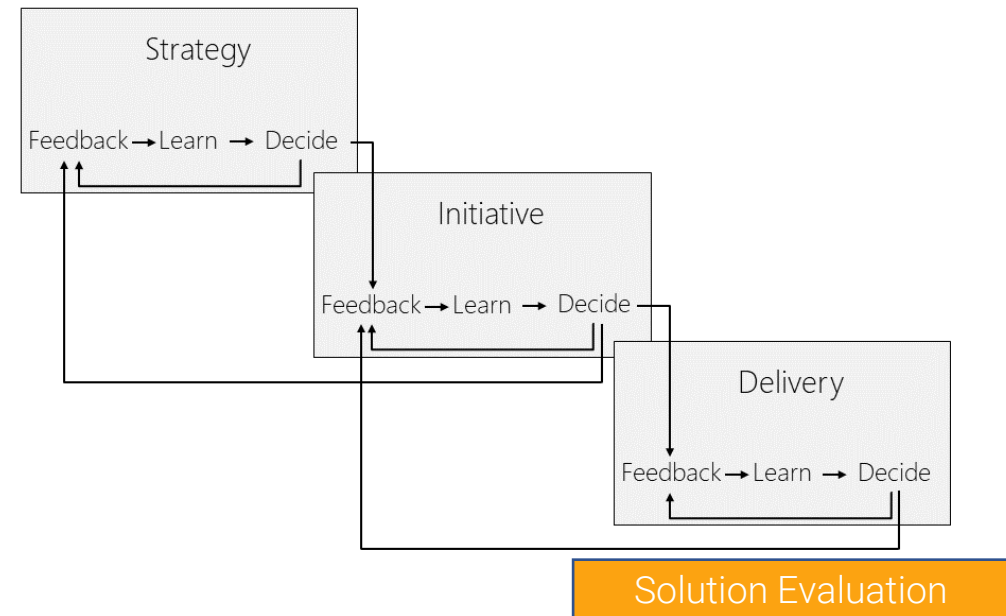 Strategy
Feedback Learn Decide
Initiative
Feedback Learn Decide
Delivery
Feedback Learn Decide
Solution Evaluation